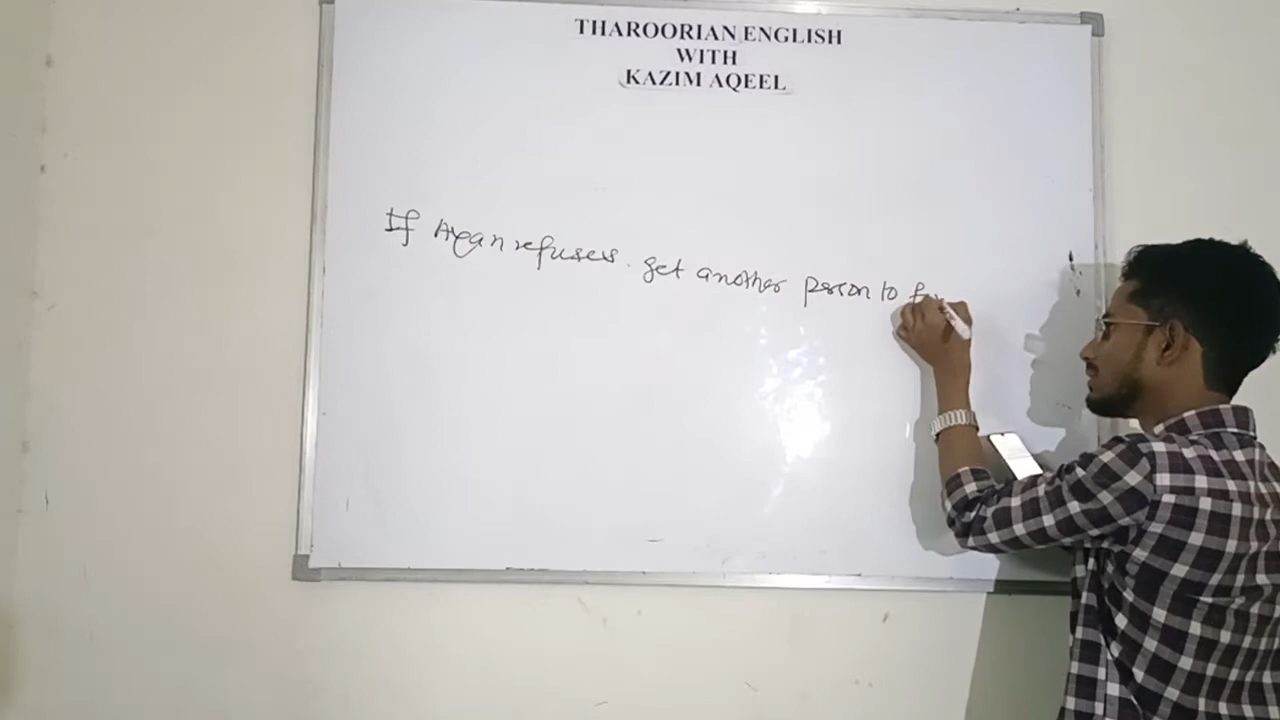 THAROORIAN ENGLISH
WITH
KAZIM AQEEL
If Ayan refuses. get another person to